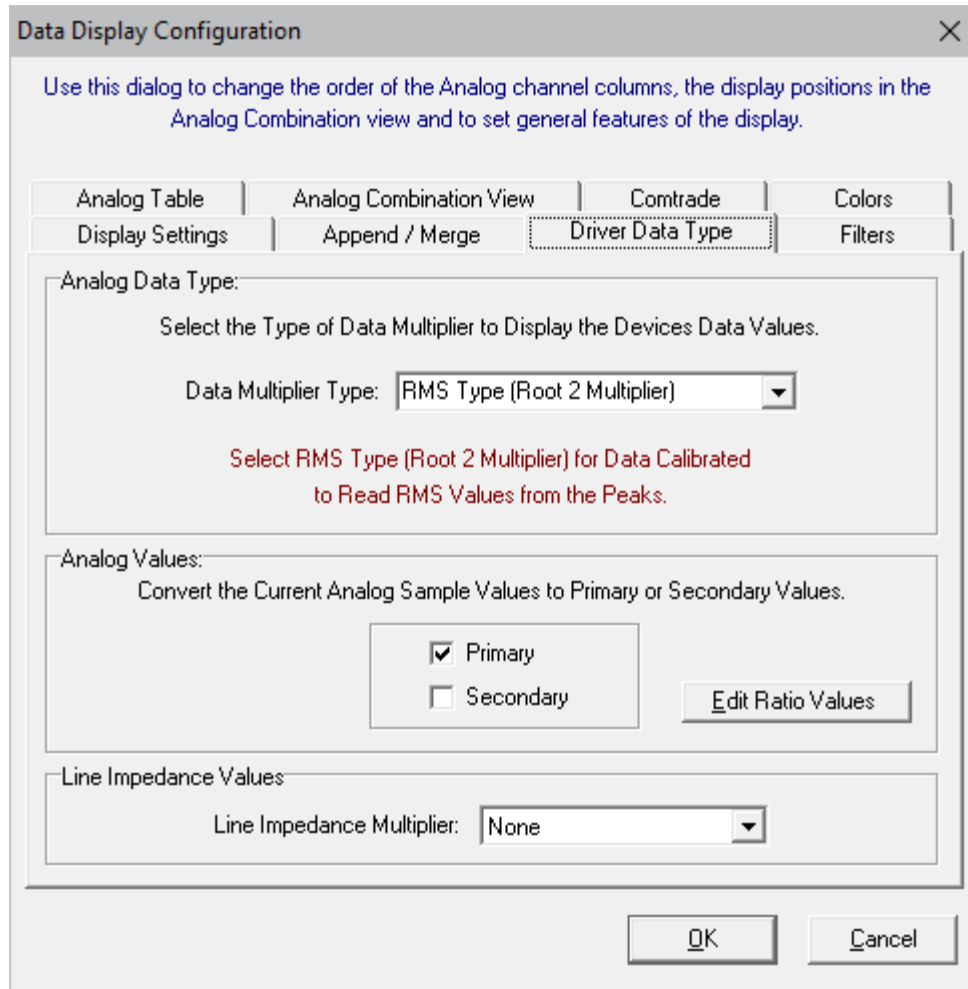 Data Display Configuration
Use this dialog to change the order of the Analog channel columns, the display positions in the
Analog Combination view and to set general features of the display.
Analog Table
Analog Combination View
Comtrade
Colors
Display Settings
Append / Merge
Driver Data Type
Filters
Analog Data Type:
Select the Type of Data Multiplier to Display the Devices Data Values.
Data Multiplier Type: RMS Type (Root 2 Multiplier)
Select RMS Type (Root 2 Multiplier) for Data Calibrated
to Read RMS Values from the Peaks.
Analog Values:
Convert the Current Analog Sample Values to Primary or Secondary Values.
Primary
Secondary
Edit Ratio Values
Line Impedance Values
Line Impedance Multiplier: None
OK
Cancel